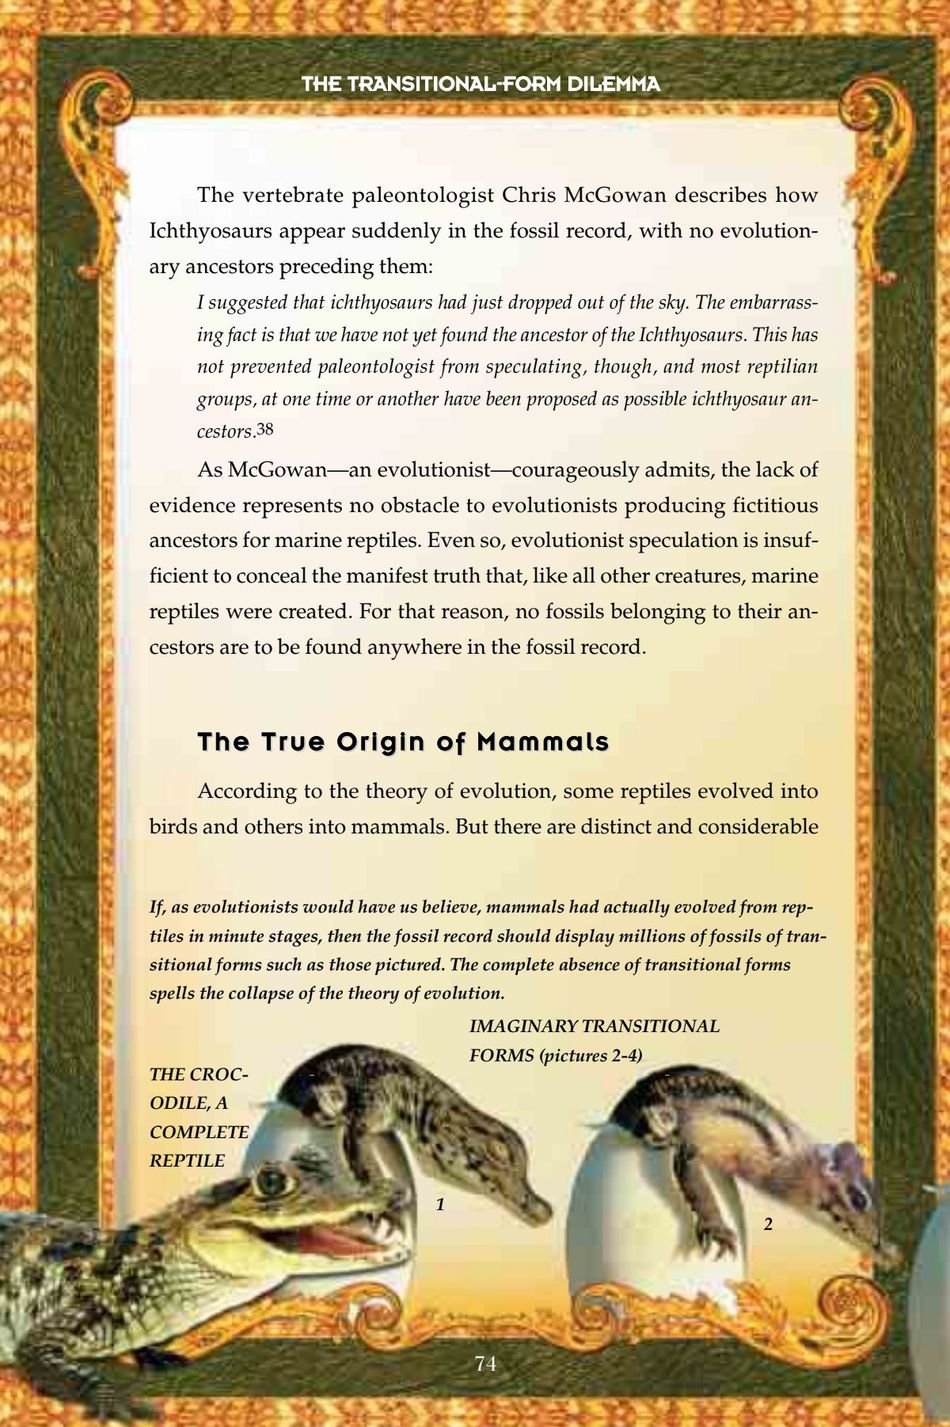 THE TRANSITIONAL-FORM DILEMMA
The vertebrate paleontologist Chris McGowan describes how
Ichthyosaurs appear suddenly in the fossil record, with no evolution-
ary ancestors preceding them:
I suggested that ichthyosaurs had just dropped out of the sky. The embarrass-
ing fact is that we have not yet found the ancestor of the Ichthyosaurs. This has
not prevented paleontologist from speculating, though, and most reptilian
groups, at one time or another have been proposed as possible ichthyosaur an-
cestors.38
As McGowan—an evolutionist—courageously admits, the lack of
evidence represents no obstacle to evolutionists producing fictitious
ancestors for marine reptiles. Even so, evolutionist speculation is insuf-
ficient to conceal the manifest truth that, like all other creatures, marine
reptiles were created. For that reason, no fossils belonging to their an-
cestors are to be found anywhere in the fossil record.
The True Origin of Mammals
According to the theory of evolution, some reptiles evolved into
birds and others into mammals. But there are distinct and considerable
If, as evolutionists would have us believe, mammals had actually evolved from rep-
tiles in minute stages, then the fossil record should display millions of fossils of tran-
sitional forms such as those pictured. The complete absence of transitional forms
spells the collapse of the theory of evolution.
IMAGINARY TRANSITIONAL
FORMS (pictures 2-4)
THE CROC-
ODILE, A
COMPLETE
REPTILE
1
2
74